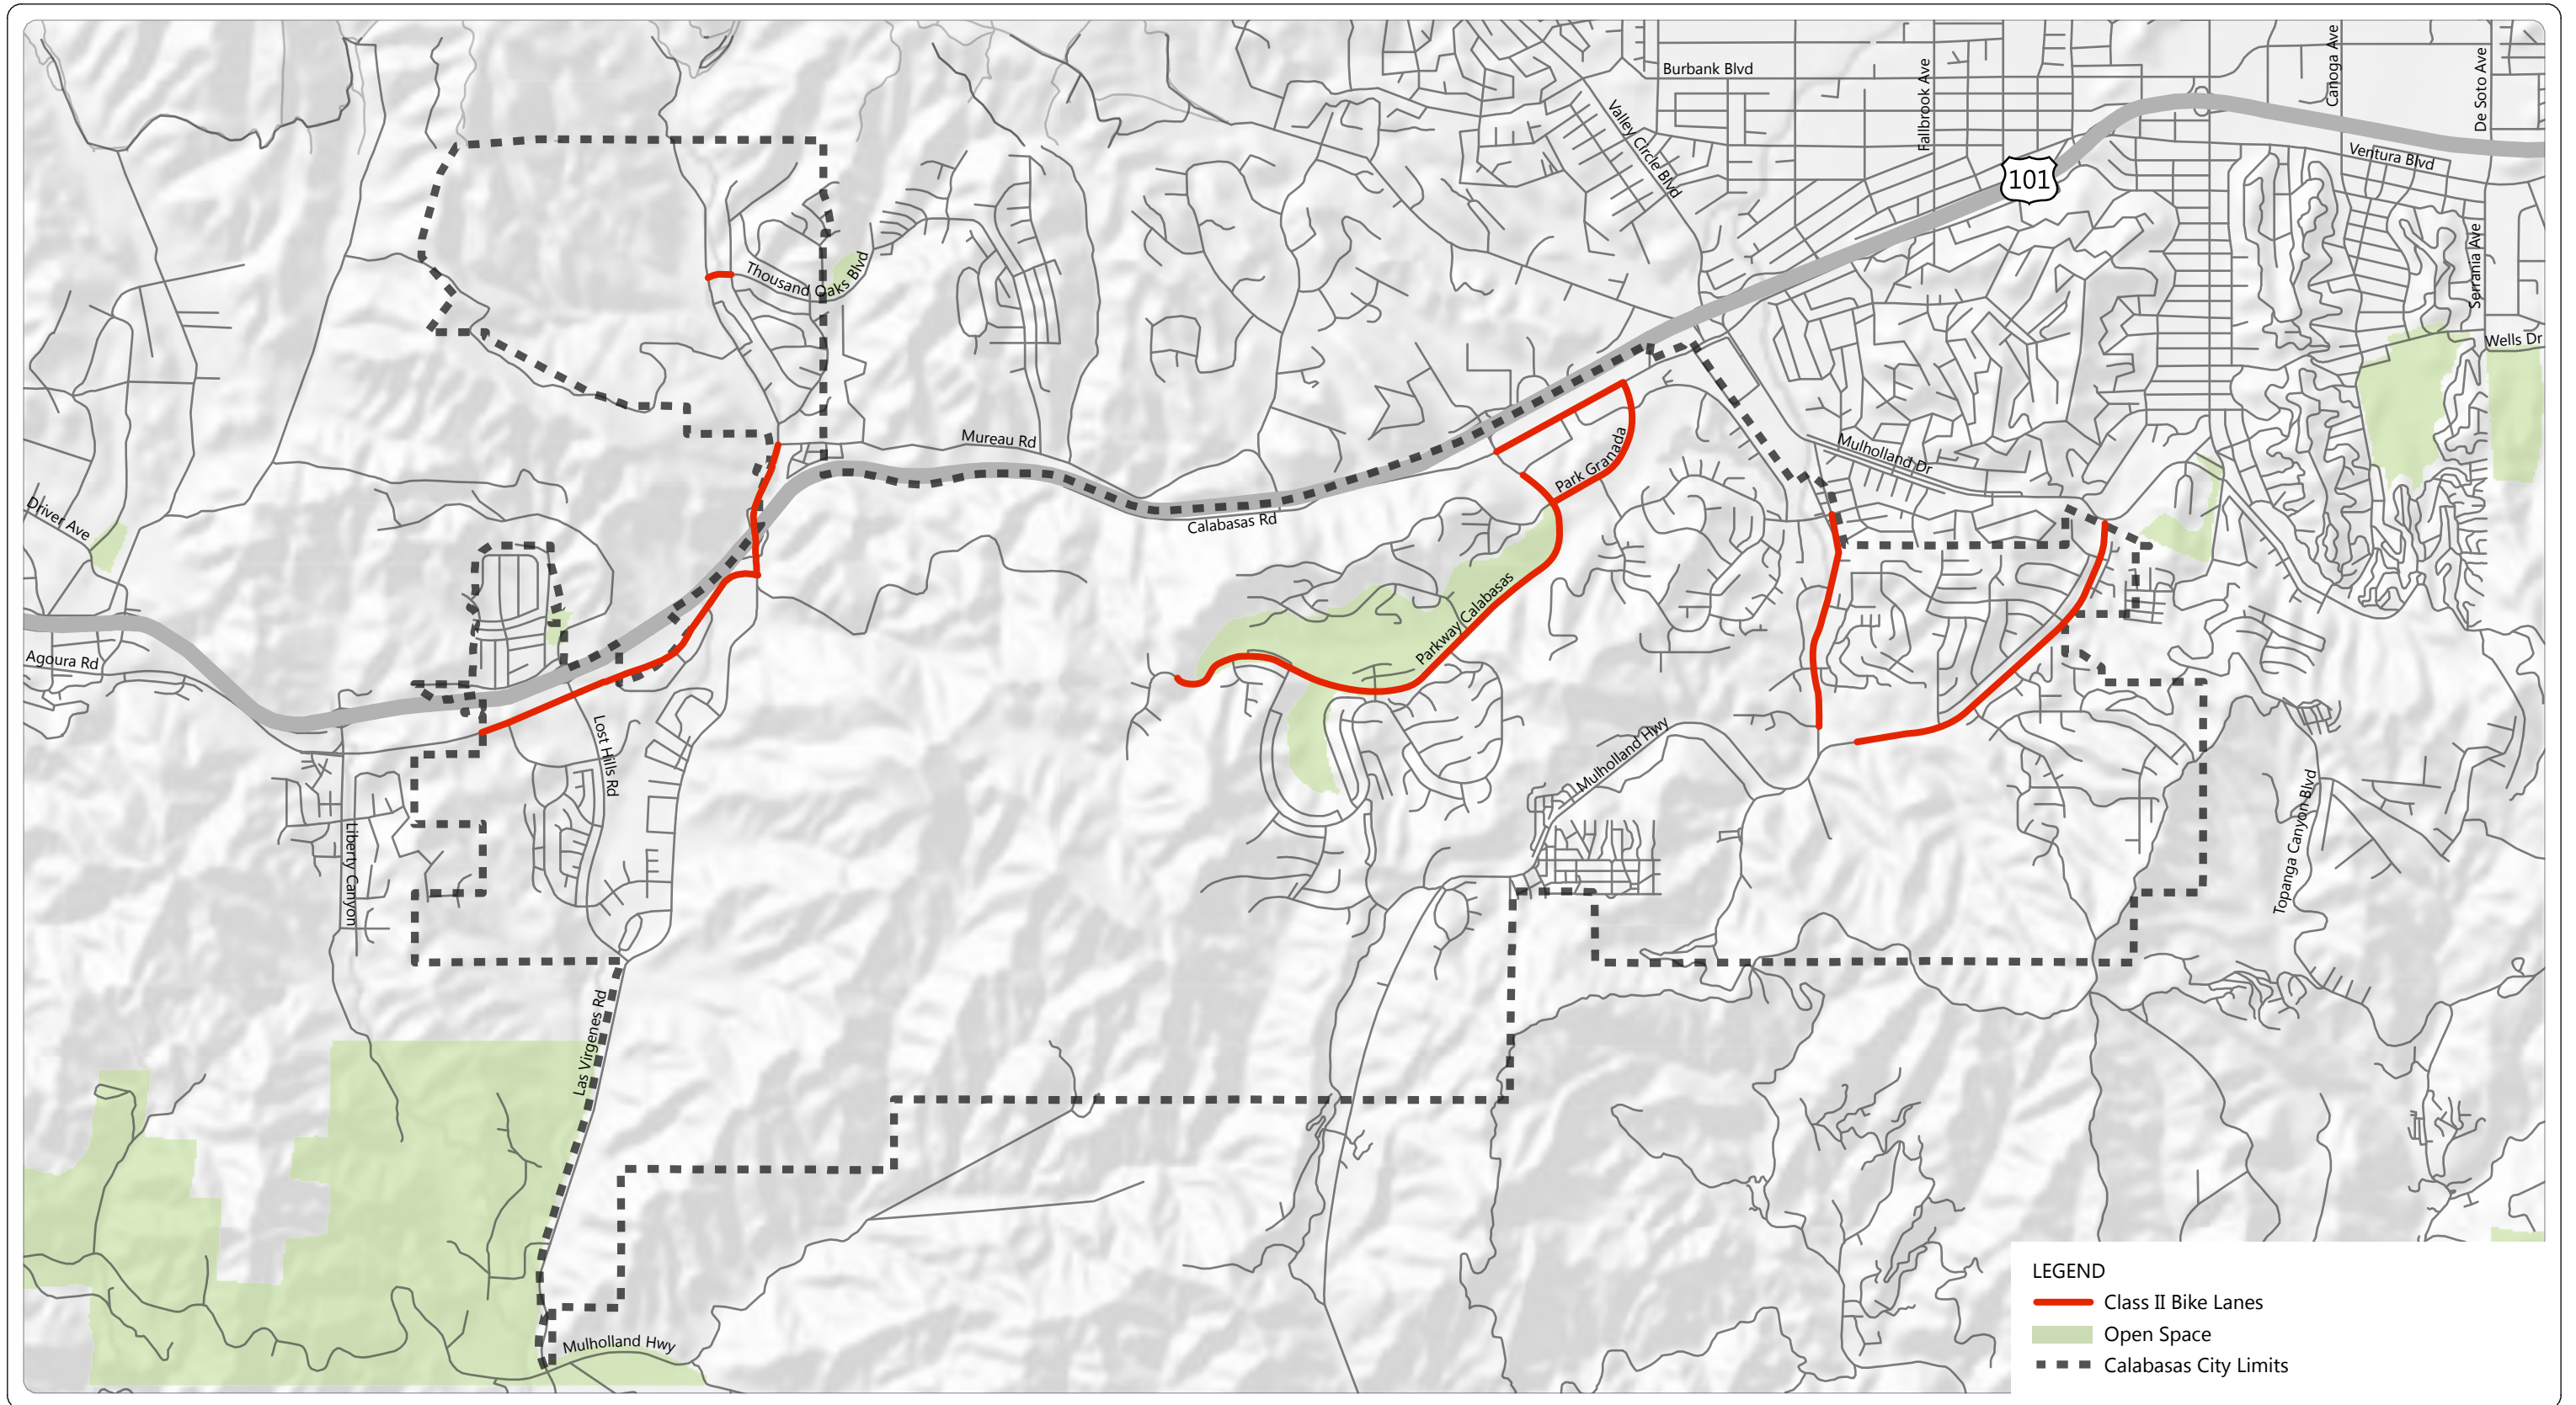 Burbank Blvd
Valley Circle Blvd
Fallbrook Ave
Canoga Ave
De Soto Ave
101
Ventura Blvd
Serrania Ave
Wells Dr
Thousand Oaks Blvd
Mureau Rd
Mulholland Dr
Park Granada
Calabasas Rd
Driver Ave
Parkway Calabasas
Agoura Rd
Lost Hills Rd
Mulholland Hwy
Liberty Canyon
Topanga Canyon Blvd
Las Virgenes Rd
Mulholland Hwy
LEGEND
Class II Bike Lanes
Open Space
Calabasas City Limits